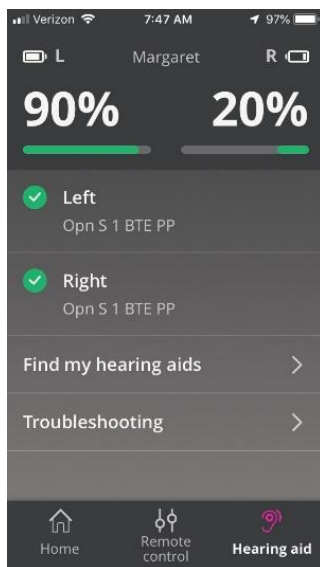 Verizon 7:47 AM 97%
L Margaret R
90% 20%
Left
Opn S 1 BTE PP
Right
Opn S 1 BTE PP
Find my hearing aids
Troubleshooting
Home
Remote
control
Hearing aid